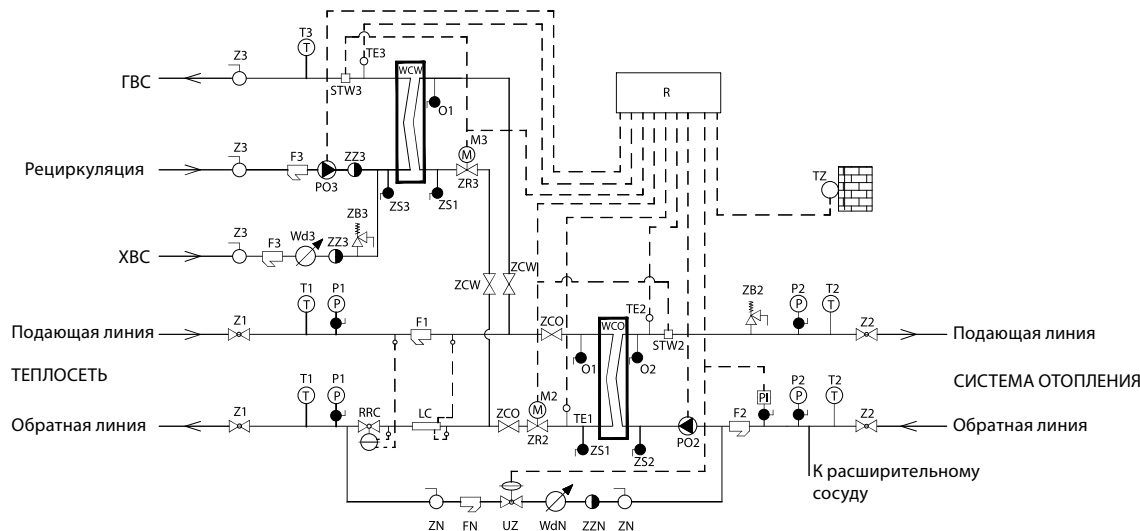 T3
Z3
TE3
ГВС
STW3
WCW
O1
R
M3
M
Z3
F3
ZZ3
Рециркуляция
PO3
ZS3
ZS1
ZR3
TZ
ZB3
Z3
F3
Wd3
ZZ3
ХВС
ZCW
ZCW
T1
P1
T
P
Z1
F1
ZCO
WCO
TE2
ZB2
P2
T2
P
T
Z2
Подающая линия
STW2
Подающая линия
O1
O2
ТЕПЛОСЕТЬ
СИСТЕМА ОТОПЛЕНИЯ
T1
P1
T
P
Z1
RRC
LC
ZCO
M2
M
ZR2
TE1
PI
P2
T2
P
T
F2
Z2
Обратная линия
ZS1
ZS2
PO2
Обратная линия
К расширительному
сосуду
ZN
FN
UZ
WdN
ZZN
ZN